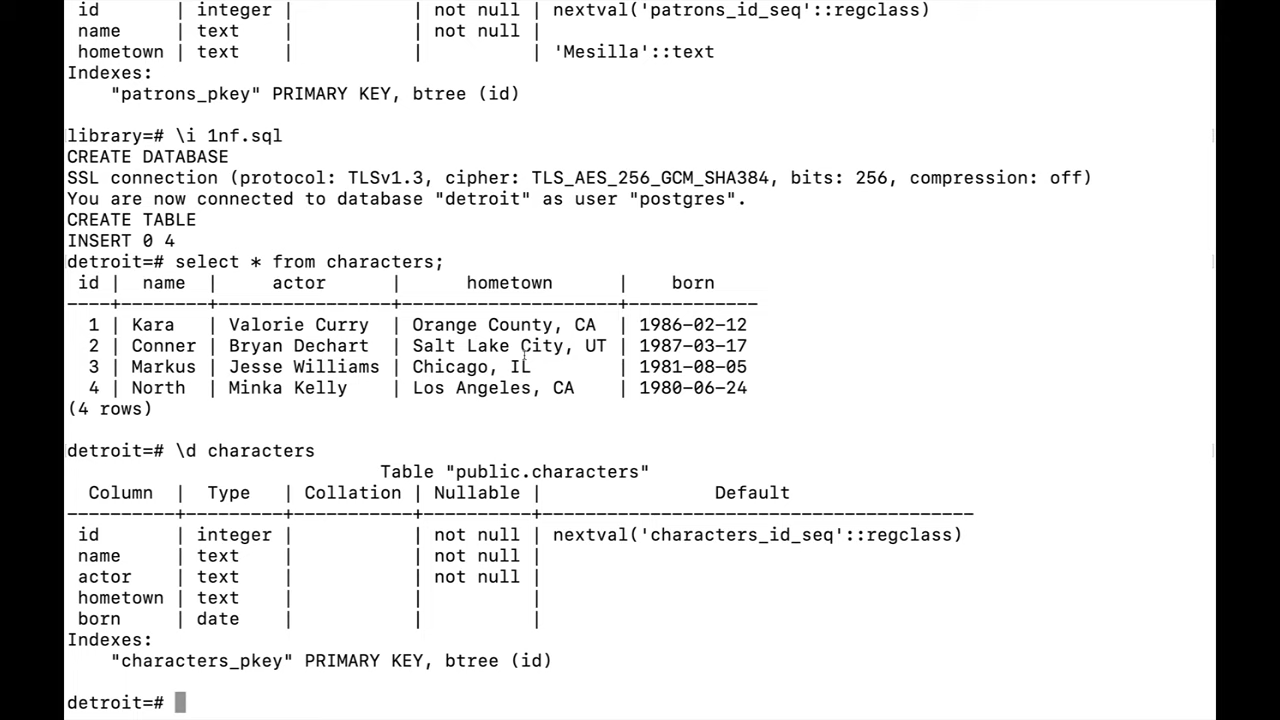 id | integer | | not null | nextval('patrons_id_seq'::regclass)
name | text | | not null |
hometown | text | | | 'Mesilla'::text
Indexes:
"patrons_pkey" PRIMARY KEY, btree (id)
library=# \i 1nf.sql
CREATE DATABASE
SSL connection (protocol: TLSv1.3, cipher: TLS_AES_256_GCM_SHA384, bits: 256, compression: off)
You are now connected to database "detroit" as user "postgres".
CREATE TABLE
INSERT 0 4
detroit=# select * from characters;
id | name | actor | hometown | born
----+--------+-----------------+--------------------+------------
1 | Kara | Valorie Curry | Orange County, CA | 1986-02-12
2 | Conner | Bryan Dechart | Salt Lake City, UT | 1987-03-17
3 | Markus | Jesse Williams | Chicago, IL | 1981-08-05
4 | North | Minka Kelly | Los Angeles, CA | 1980-06-24
(4 rows)
detroit=# \d characters
Table "public.characters"
Column | Type | Collation | Nullable | Default
----------+---------+-----------+----------+----------------------------------------
id | integer | | not null | nextval('characters_id_seq'::regclass)
name | text | | not null |
actor | text | | not null |
hometown | text | | |
born | date | | |
Indexes:
"characters_pkey" PRIMARY KEY, btree (id)
detroit=#